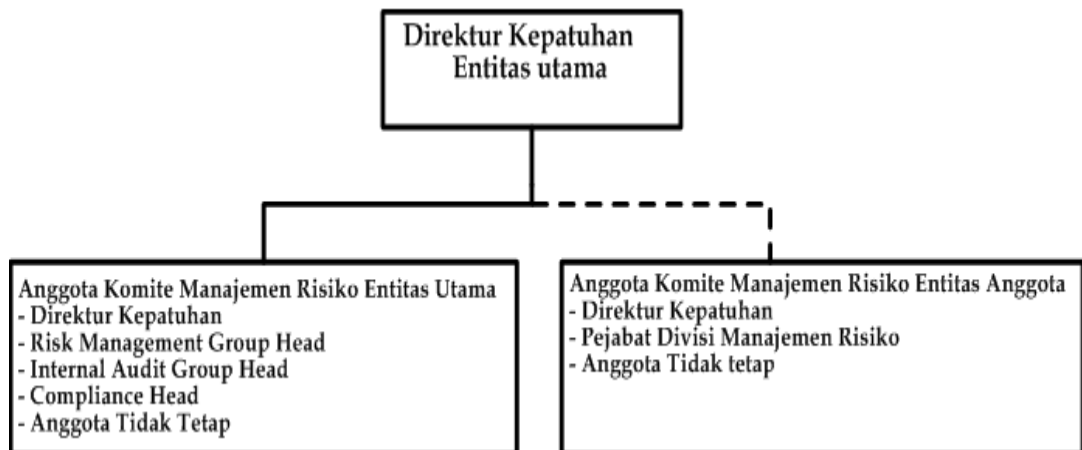 Direktur Kepatuhan
Entitas utama
Anggota Komite Manajemen Risiko Entitas Utama
- Direktur Kepatuhan
- Risk Management Group Head
- Internal Audit Group Head
- Compliance Head
- Anggota Tidak Tetap
Anggota Komite Manajemen Risiko Entitas Anggota
- Direktur Kepatuhan
- Pejabat Divisi Manajemen Risiko
- Anggota Tidak tetap